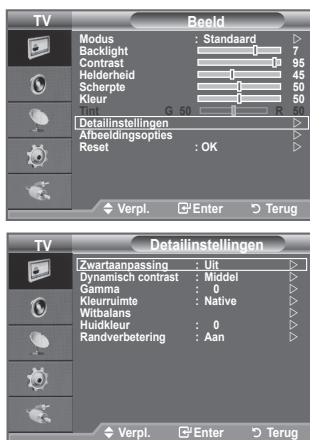 TV Beeld
Modus : Standaard
Backlight 7
Contrast 95
Helderheid 45
Scherpte 50
Kleur 50
Tint G 50 R 50
Detailinstellingen
Afbeeldingsopties
Reset : OK
Verpl. Enter Terug
TV Detailinstellingen
Zwartaanpassing : Uit
Dynamisch contrast : Middel
Gamma : 0
Kleurruimte : Native
Witbalans
Huidkleur : 0
Randverbetering : Aan
Verpl. Enter Terug